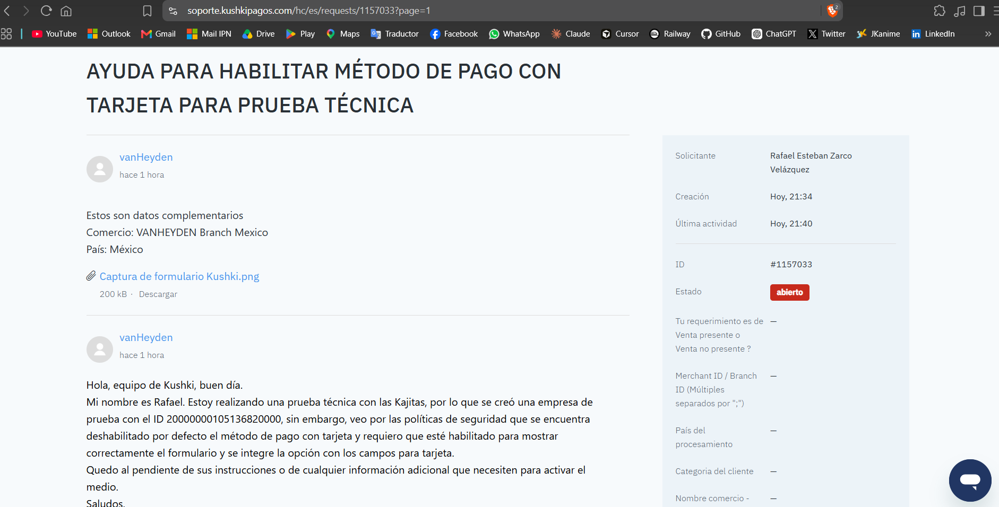 soporte.kushkipagos.com/hc/es/requests/1157033?page=1
2
YouTube Outlook Gmail Mail IPN Drive Play Maps Traductor Facebook WhatsApp Claude Cursor Railway GitHub ChatGPT Twitter JKanime LinkedIn »
AYUDA PARA HABILITAR MÉTODO DE PAGO CON
TARJETA PARA PRUEBA TÉCNICA
vanHeyden
hace 1 hora
Estos son datos complementarios
Comercio: VANHEYDEN Branch Mexico
País: México
Captura de formulario Kushki.png
200 kB · Descargar
vanHeyden
hace 1 hora
Hola, equipo de Kushki, buen día.
Mi nombre es Rafael. Estoy realizando una prueba técnica con las Kajitas, por lo que se creó una empresa de
prueba con el ID 20000000105136820000, sin embargo, veo por las políticas de seguridad que se encuentra
deshabilitado por defecto el método de pago con tarjeta y requiero que esté habilitado para mostrar
correctamente el formulario y se integre la opción con los campos para tarjeta.
Quedo al pendiente de sus instrucciones o de cualquier información adicional que necesiten para activar el
medio.
Saludos.
Solicitante Rafael Esteban Zarco
Velázquez
Creación Hoy, 21:34
Última actividad Hoy, 21:40
ID #1157033
Estado abierto
Tu requerimiento es de —
Venta presente o
Venta no presente ?
Merchant ID / Branch —
ID (Múltiples
separados por ";")
País del —
procesamiento
Categoria del cliente —
Nombre comercio - —